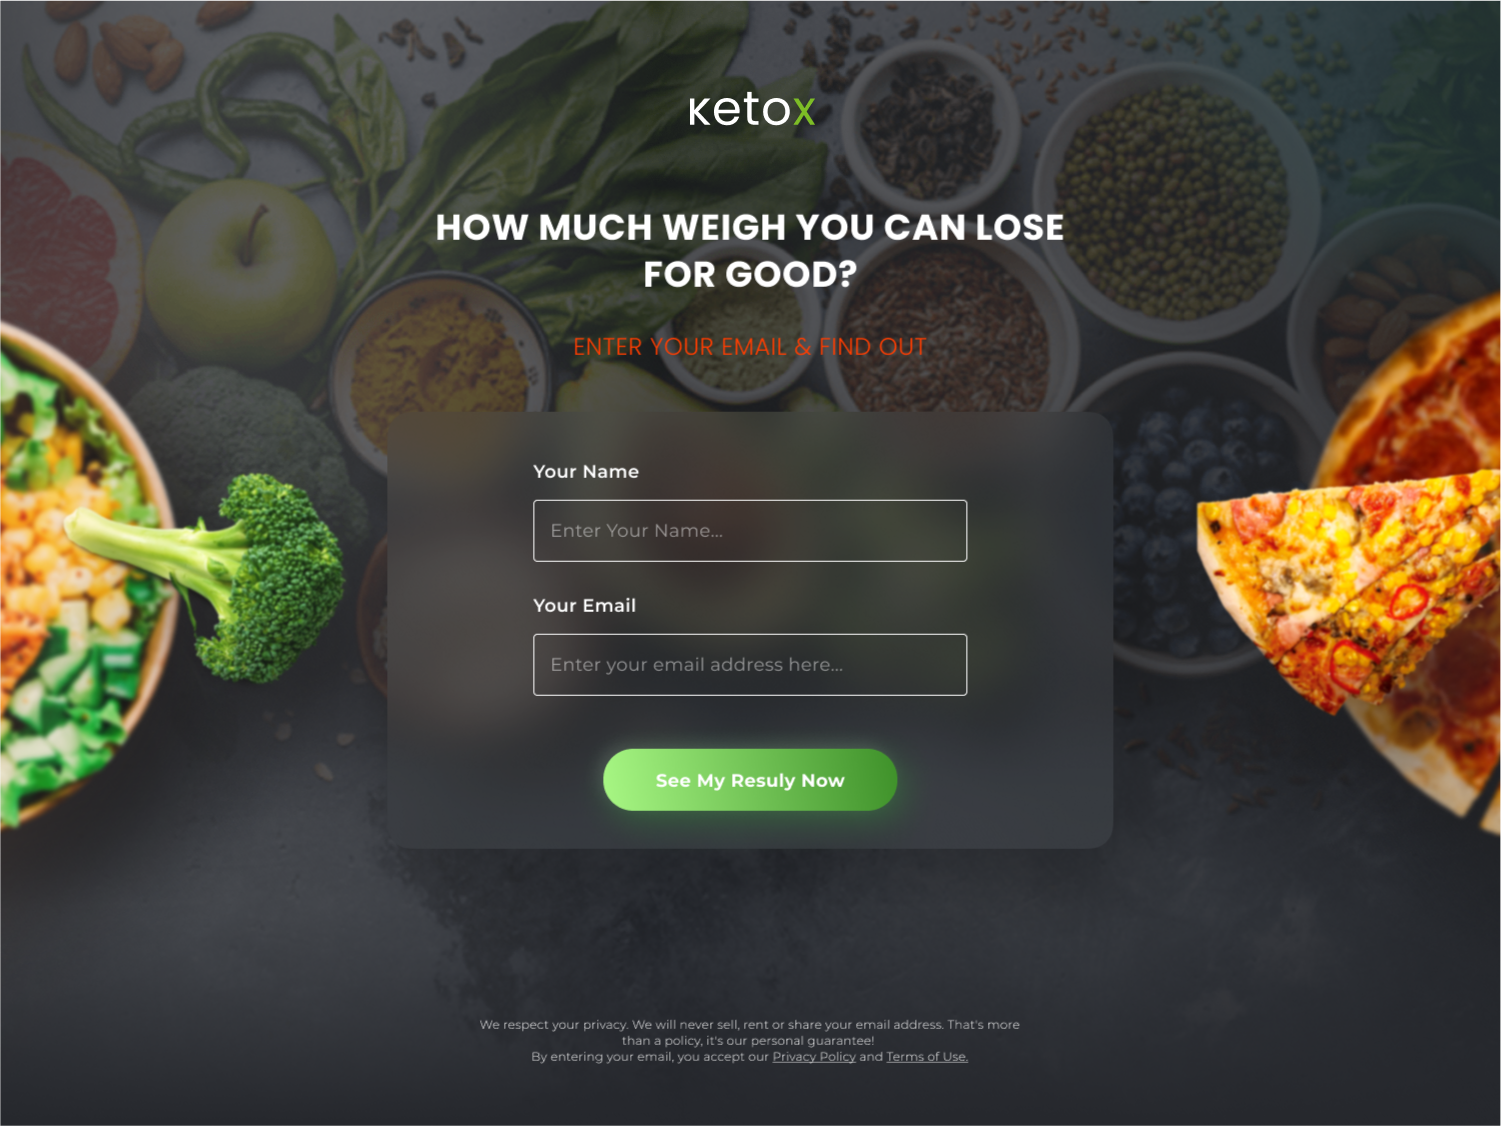 ketox
HOW MUCH WEIGH YOU CAN LOSE
FOR GOOD?
ENTER YOUR EMAIL & FIND OUT
Your Name
Enter Your Name...
Your Email
Enter your email address here...
See My Resuly Now
We respect your privacy. We will never sell, rent or share your email address. That's more
than a policy, it's our personal guarantee!
By entering your email, you accept our Privacy Policy and Terms of Use.